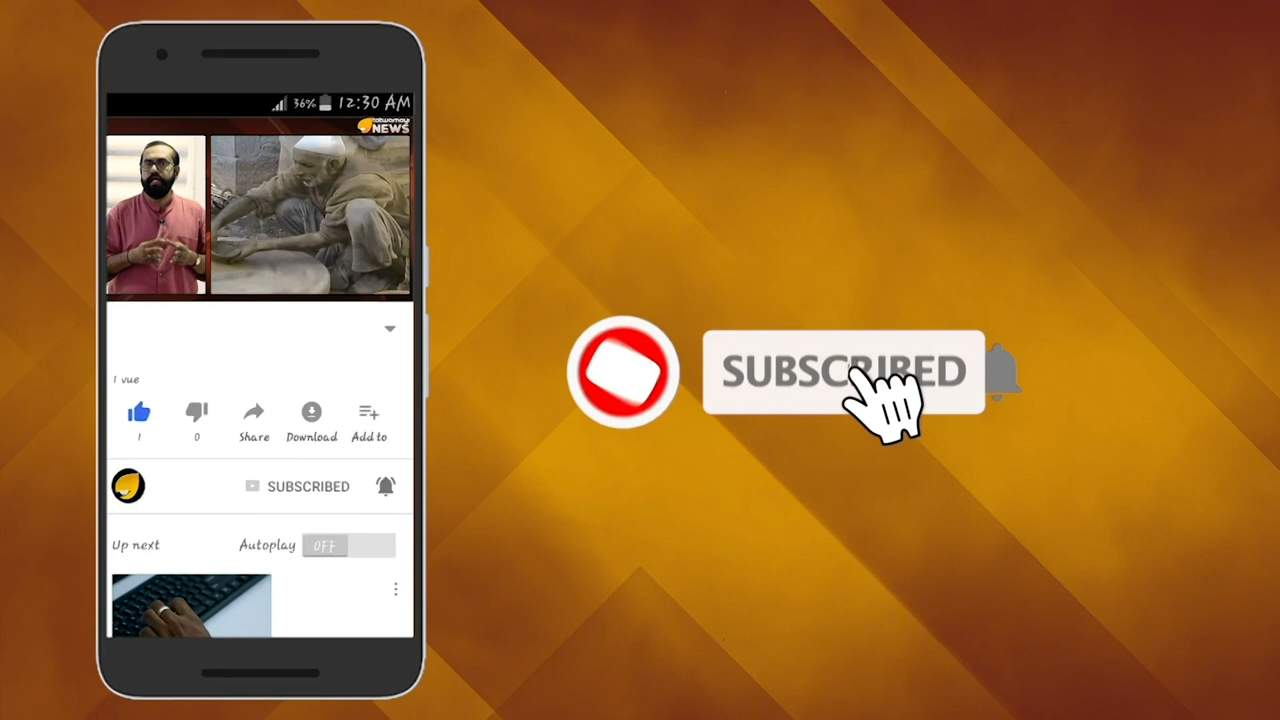 36% 12:30 AM
tatwamayi
NEWS
1 vue
1
0
Share
Download
Add to
SUBSCRIBED
Up next
Autoplay
OFF
SUBSCRIBED